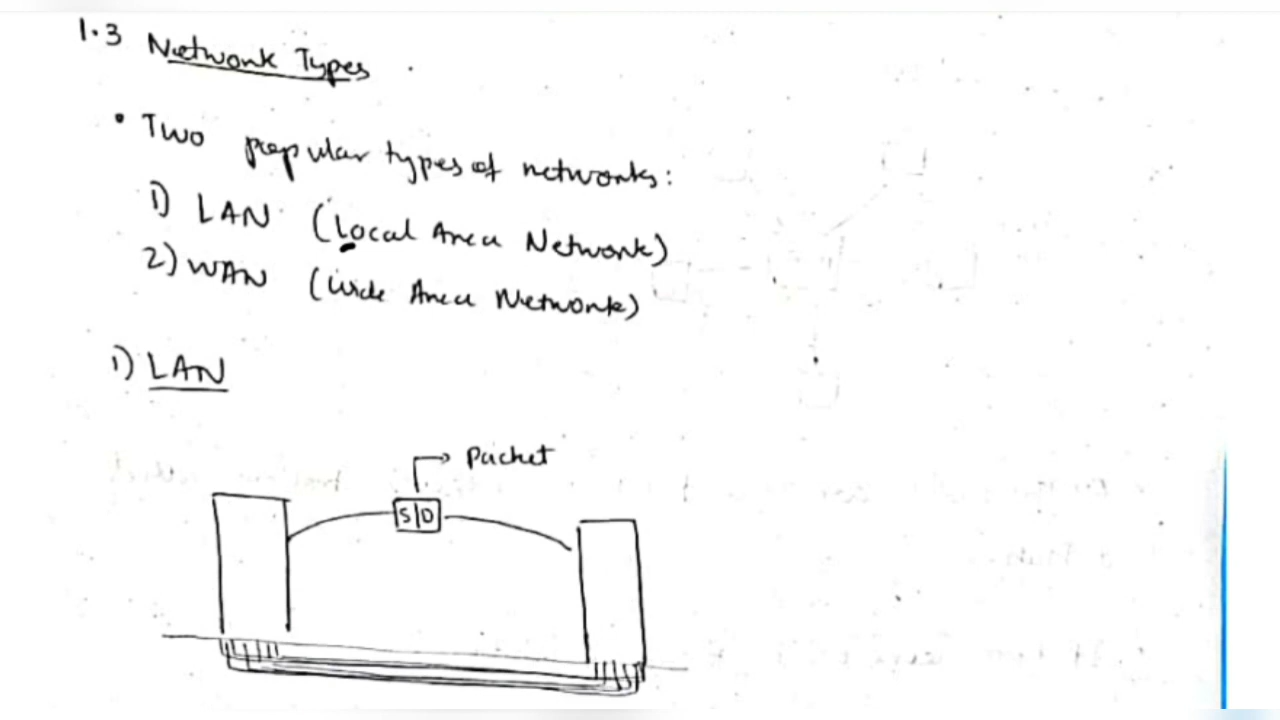 1.3 Network Types
• Two popular types of networks:
1) LAN (Local Area Network)
2) WAN (Wide Area Network)
1) LAN
Packet
S|D